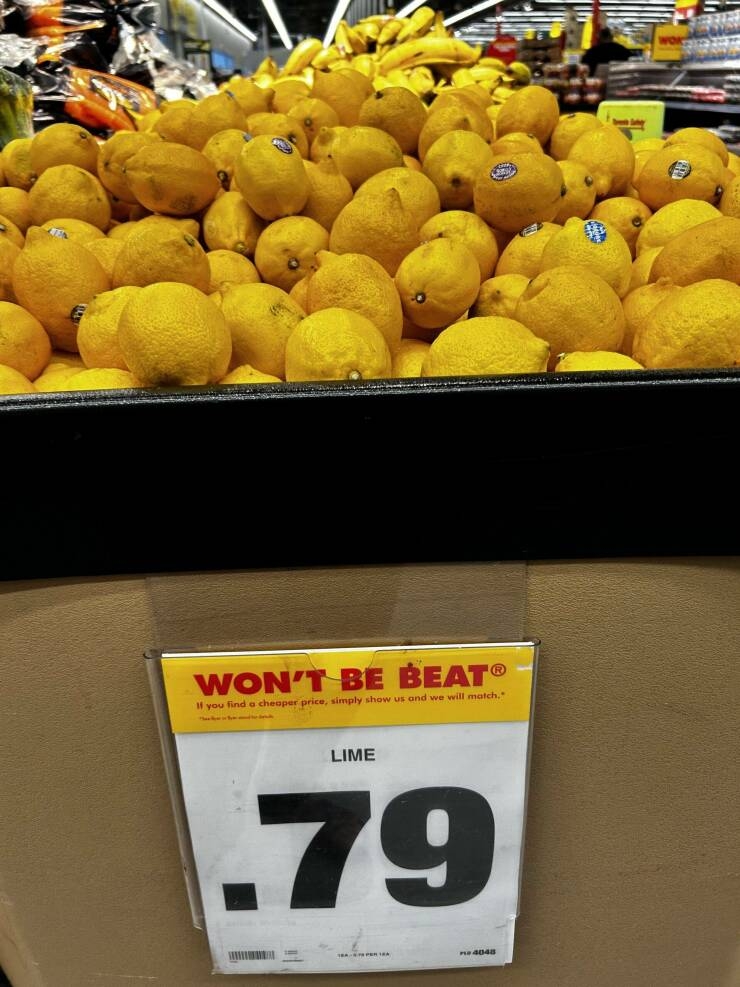 WON'T BE BEAT®
If you find a cheaper price, simply show us and we will match.*
LIME
.79
PLU 4048